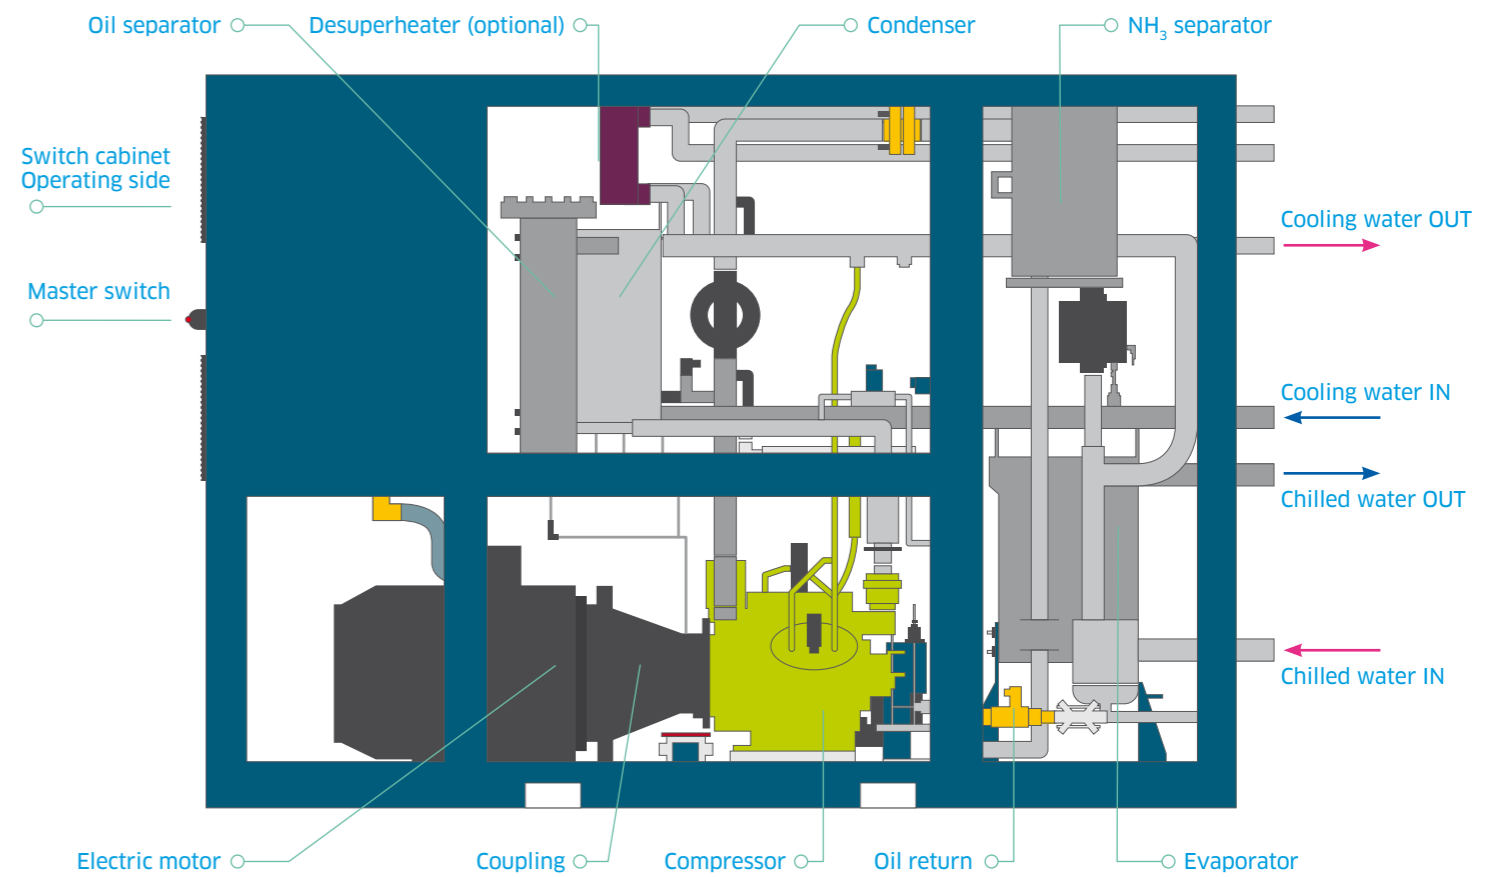 Oil separator
Desuperheater (optional)
Condenser
NH₃ separator
Switch cabinet
Operating side
Master switch
Cooling water OUT
Cooling water IN
Chilled water OUT
Chilled water IN
Electric motor
Coupling
Compressor
Oil return
Evaporator